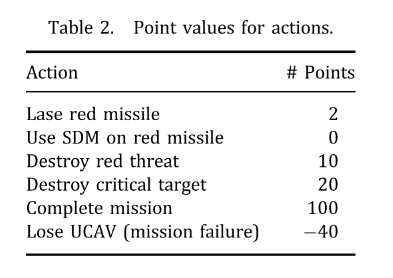 Table 2. Point values for actions.
Action # Points
Lase red missile 2
Use SDM on red missile 0
Destroy red threat 10
Destroy critical target 20
Complete mission 100
Lose UCAV (mission failure) −40